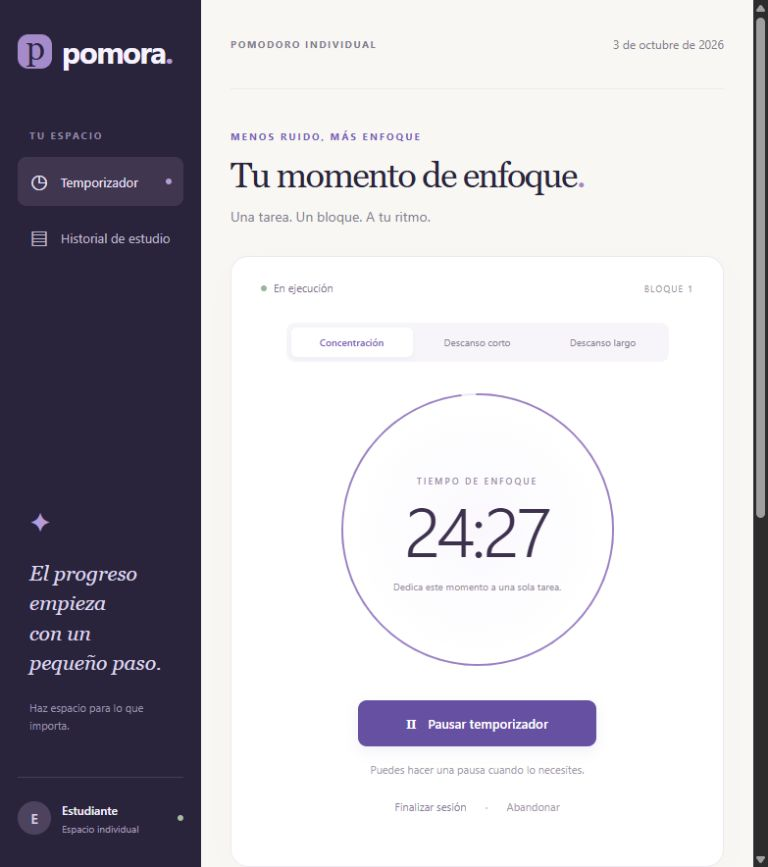 p pomora.
TU ESPACIO
Temporizador
Historial de estudio
El progreso
empieza
con un
pequeño paso.
Haz espacio para lo que
importa.
E
Estudiante
Espacio individual
POMODORO INDIVIDUAL
3 de octubre de 2026
MENOS RUIDO, MÁS ENFOQUE
Tu momento de enfoque.
Una tarea. Un bloque. A tu ritmo.
En ejecución
BLOQUE 1
Concentración Descanso corto Descanso largo
TIEMPO DE ENFOQUE
24:27
Dedica este momento a una sola tarea.
Pausar temporizador
Puedes hacer una pausa cuando lo necesites.
Finalizar sesión · Abandonar